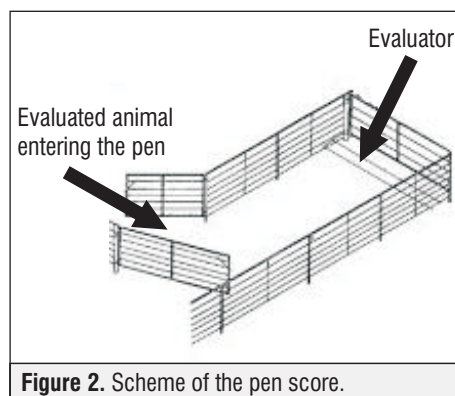 Evaluator
Evaluated animal
entering the pen
Figure 2. Scheme of the pen score.